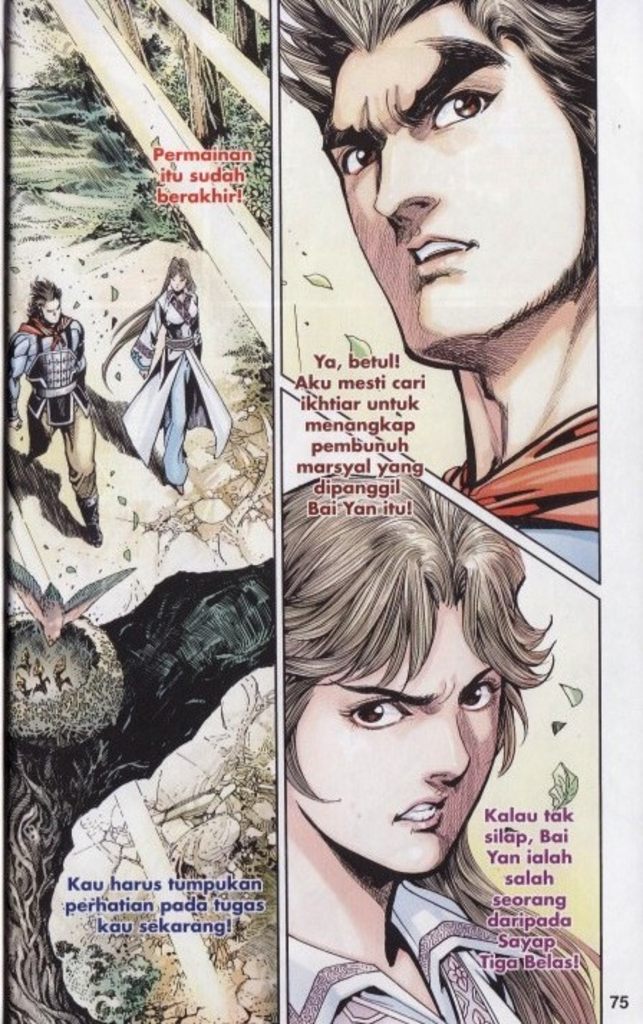 Permainan
itu sudah
berakhir!
Kau harus tumpukan
perhatian pada tugas
kau sekarang!
Ya, betul!
Aku mesti cari
ikhtiar untuk
menangkap
pembunuh
marsyal yang
dipanggil
Bai Yan itu!
Kalau tak
silap, Bai
Yan ialah
salah
seorang
daripada
Sayap
Tiga Belas!
75